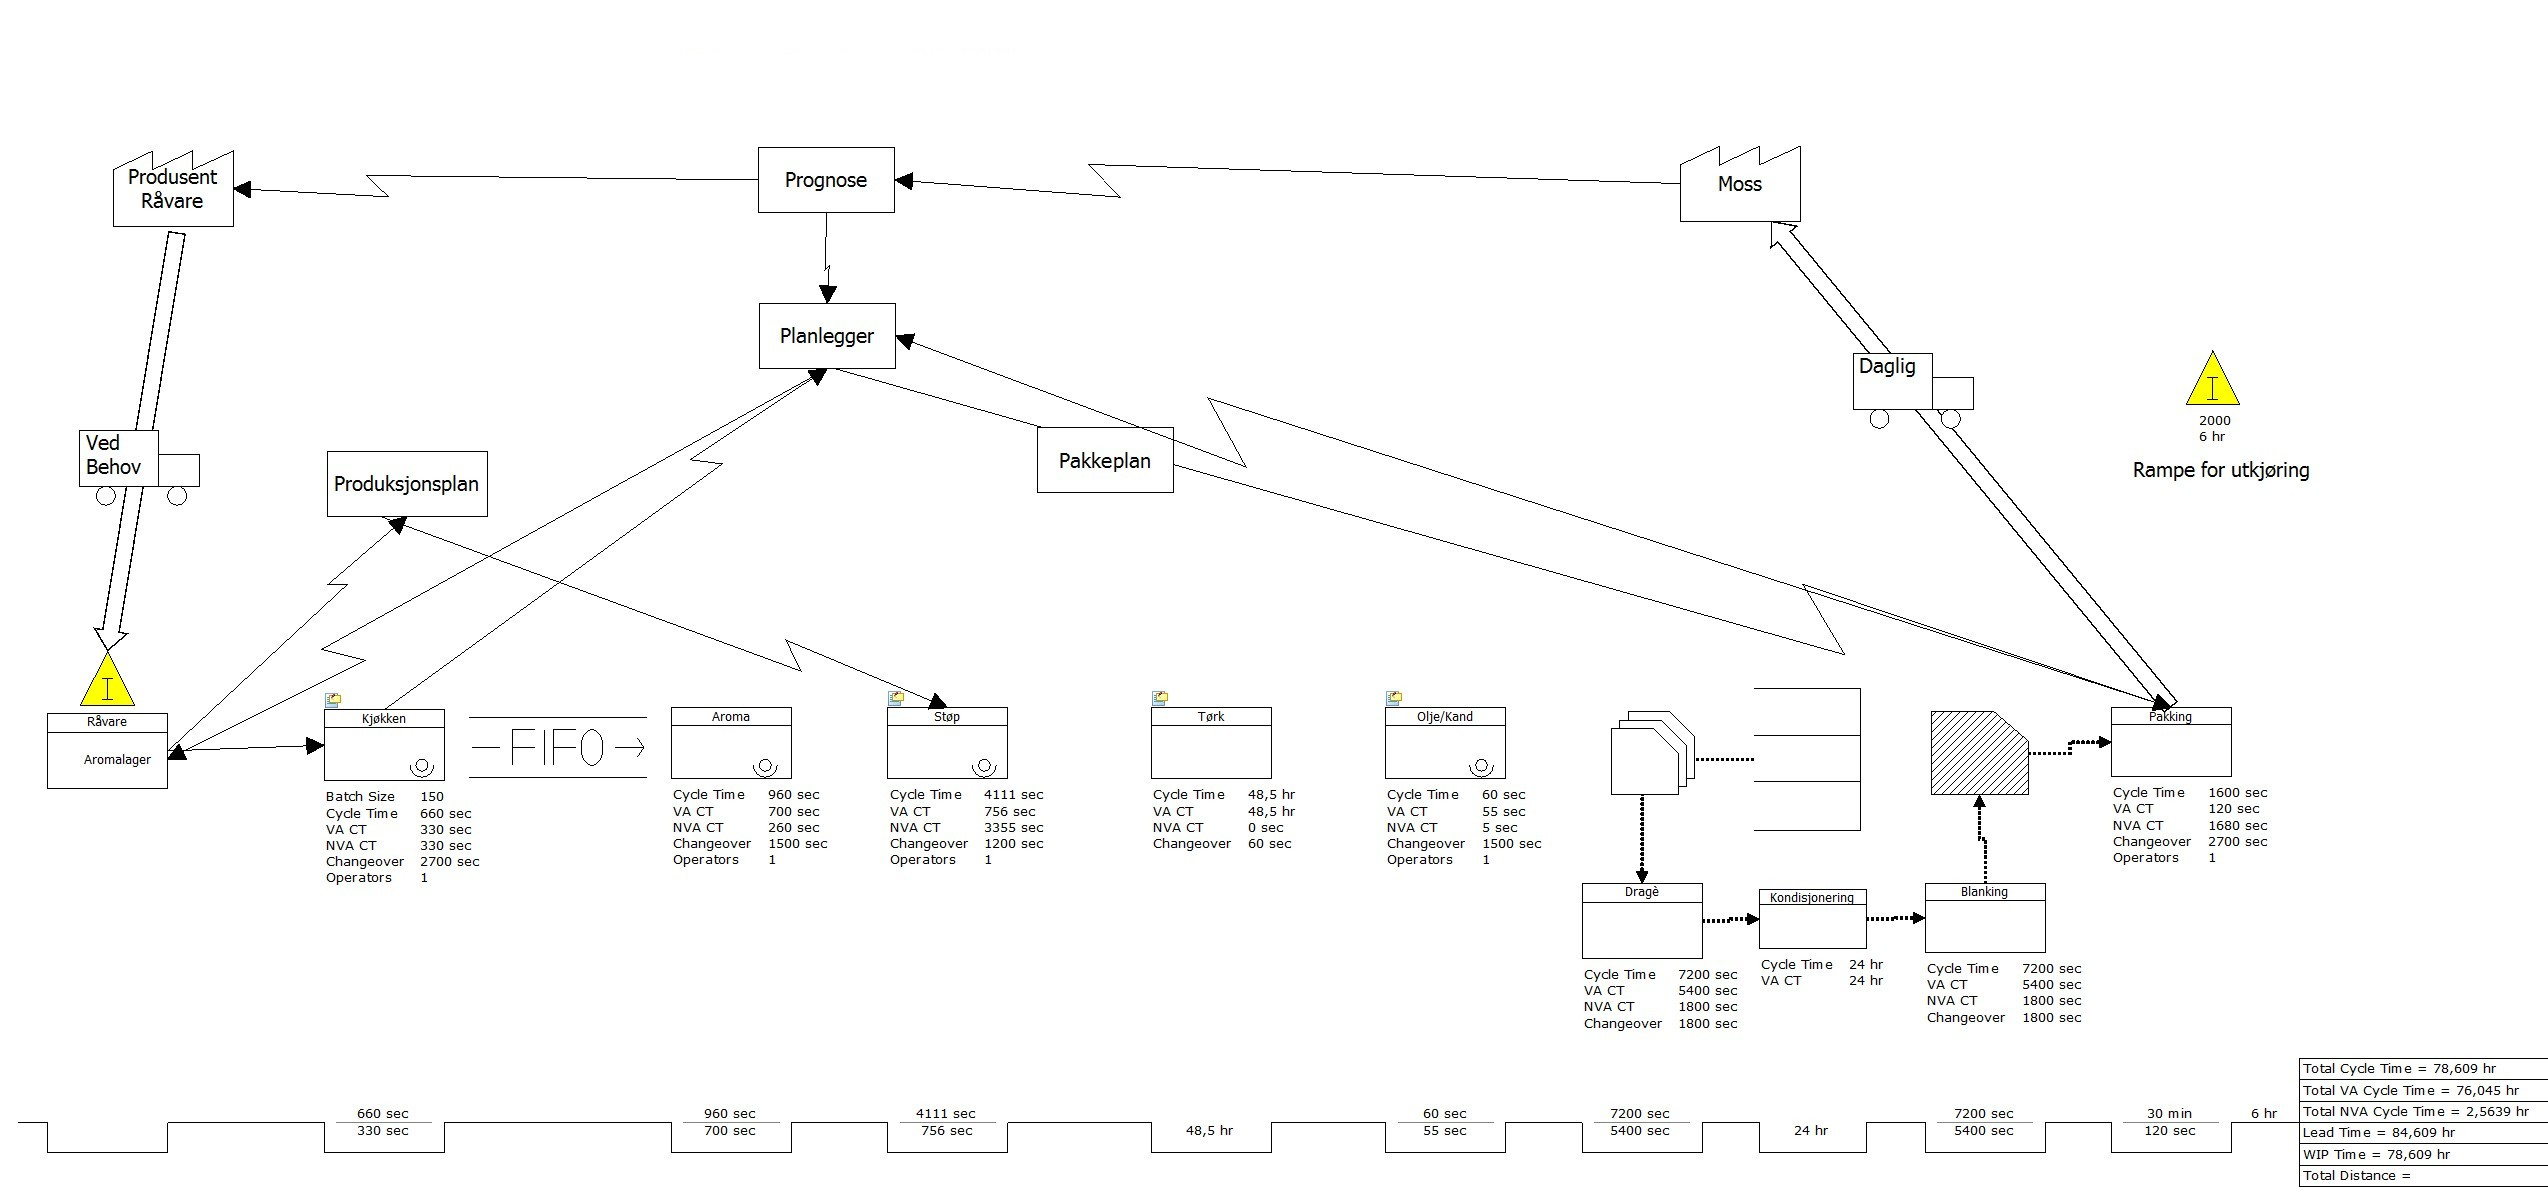 Produsent
Råvare
Prognose
Moss
Planlegger
Daglig
2000
6 hr
Rampe for utkjøring
Ved
Behov
Produksjonsplan
Pakkeplan
I
I
Råvare
Aromalager
Kjøkken
Batch Size 150
Cycle Time 660 sec
VA CT 330 sec
NVA CT 330 sec
Changeover 2700 sec
Operators 1
FIFO
Aroma
Cycle Time 960 sec
VA CT 700 sec
NVA CT 260 sec
Changeover 1500 sec
Operators 1
Støp
Cycle Time 4111 sec
VA CT 756 sec
NVA CT 3355 sec
Changeover 1200 sec
Operators 1
Tørk
Cycle Time 48,5 hr
VA CT 48,5 hr
NVA CT 0 sec
Changeover 60 sec
Olje/Kand
Cycle Time 60 sec
VA CT 55 sec
NVA CT 5 sec
Changeover 1500 sec
Operators 1
Pakking
Cycle Time 1600 sec
VA CT 120 sec
NVA CT 1680 sec
Changeover 2700 sec
Operators 1
Dragè
Cycle Time 7200 sec
VA CT 5400 sec
NVA CT 1800 sec
Changeover 1800 sec
Kondisjonering
Cycle Time 24 hr
VA CT 24 hr
Blanking
Cycle Time 7200 sec
VA CT 5400 sec
NVA CT 1800 sec
Changeover 1800 sec
660 sec
330 sec
960 sec
700 sec
4111 sec
756 sec
48,5 hr
60 sec
55 sec
7200 sec
5400 sec
24 hr
7200 sec
5400 sec
30 min
120 sec
6 hr
Total Cycle Time = 78,609 hr
Total VA Cycle Time = 76,045 hr
Total NVA Cycle Time = 2,5639 hr
Lead Time = 84,609 hr
WIP Time = 78,609 hr
Total Distance =